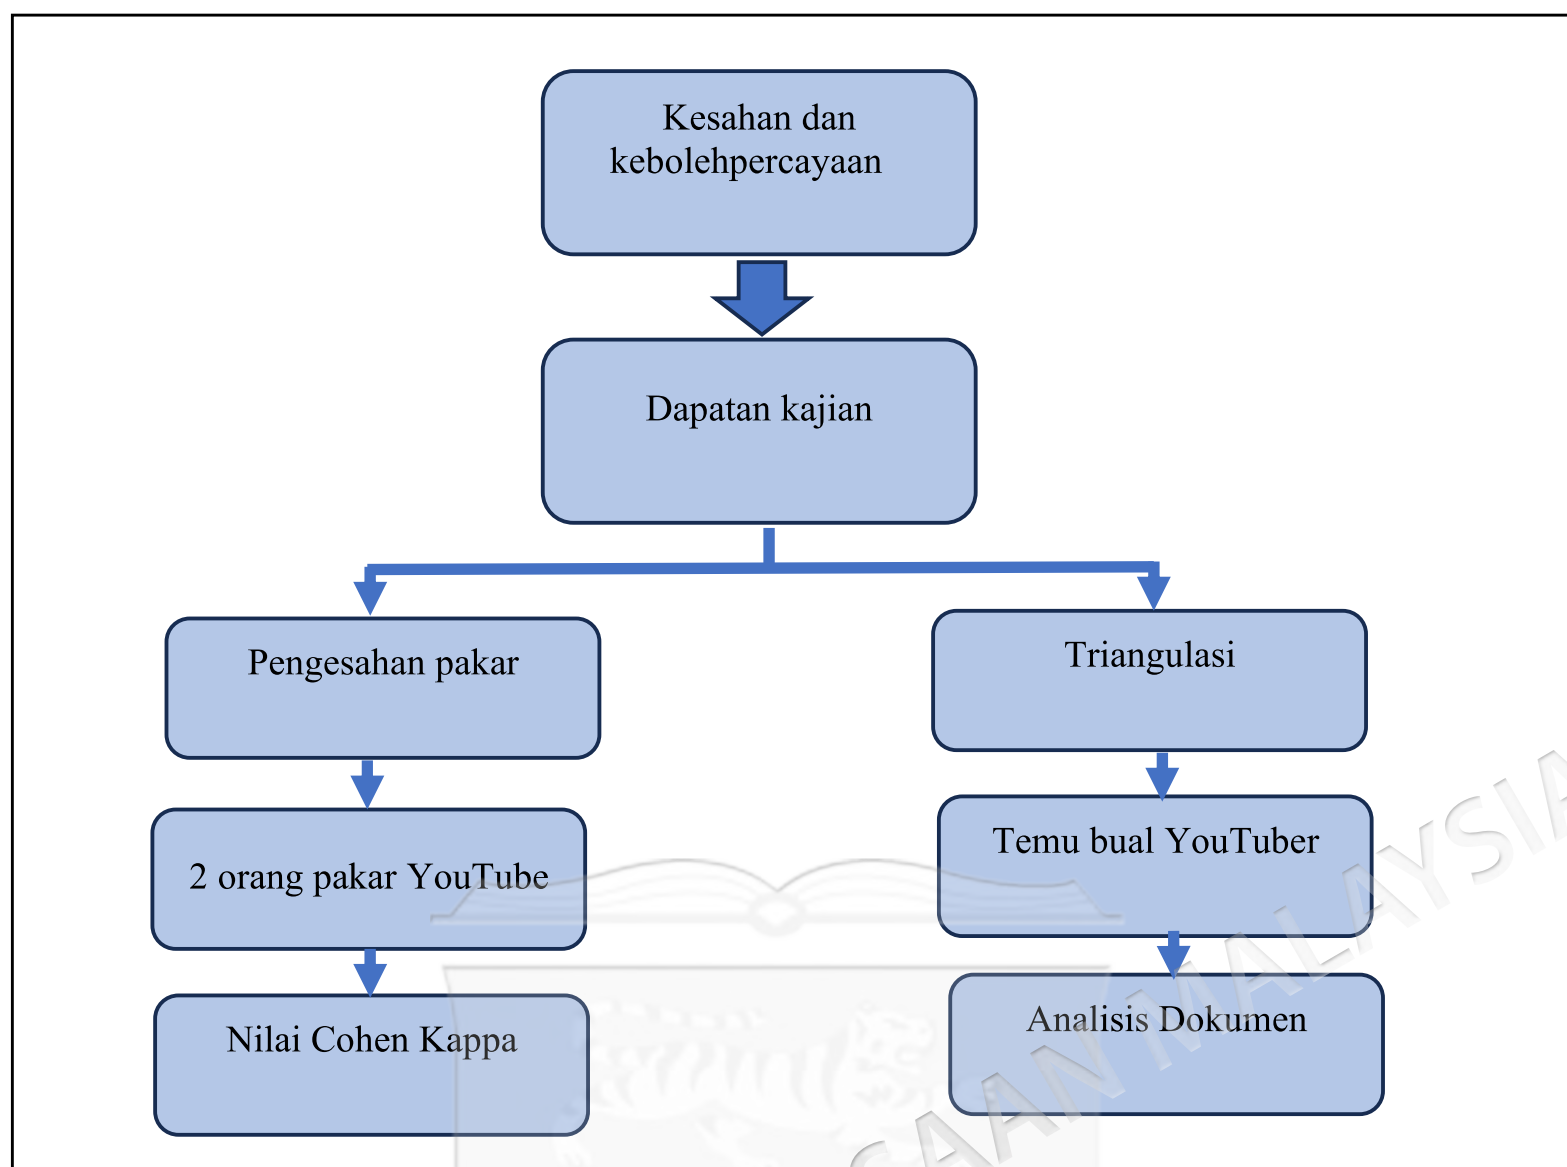 Kesahan dan
kebolehpercayaan
Dapatan kajian
Pengesahan pakar
Triangulasi
2 orang pakar YouTube
Temu bual YouTuber
Nilai Cohen Kappa
Analisis Dokumen
MALAYSIA